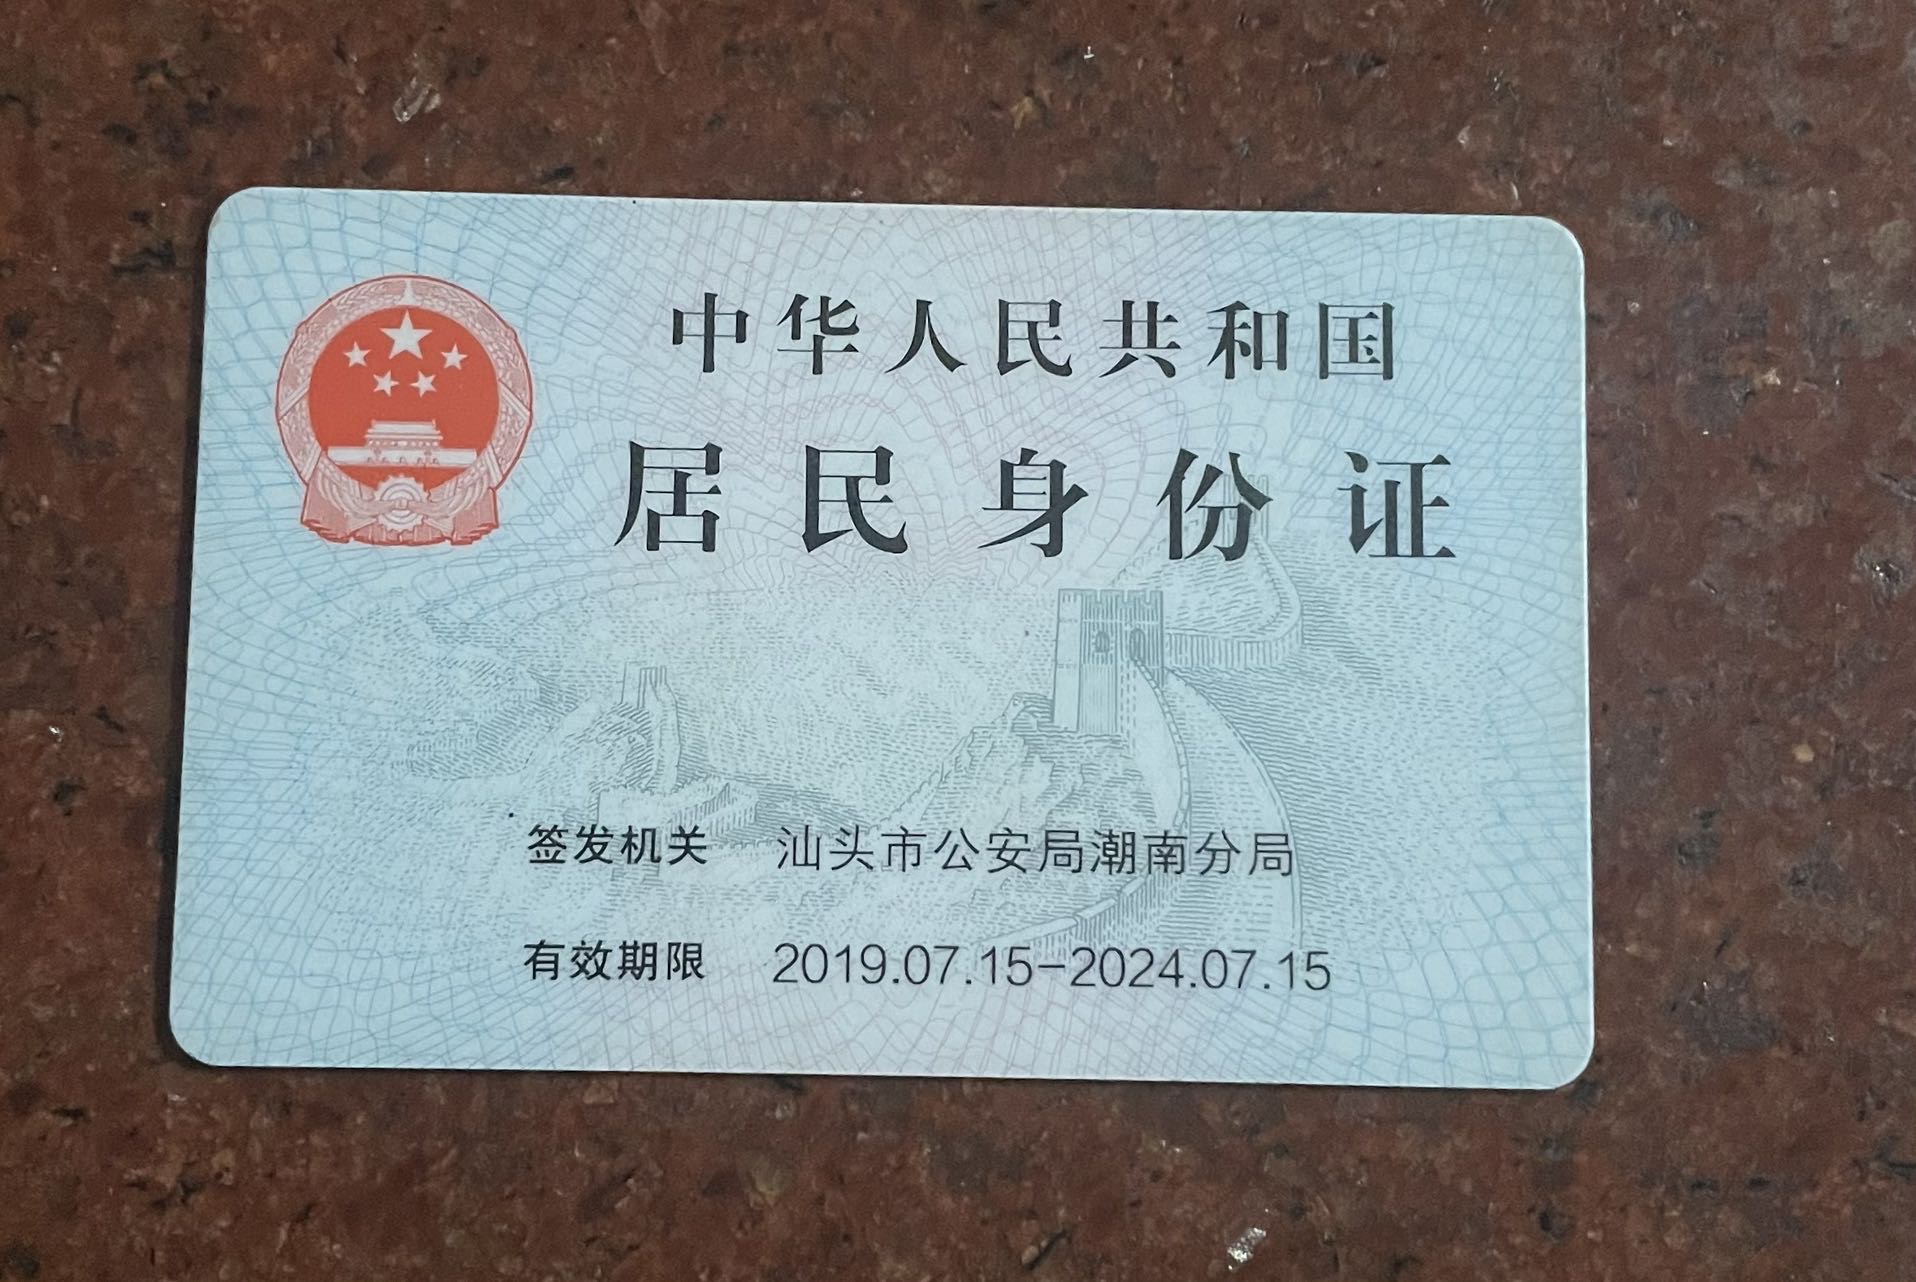 中华人民共和国
居民身份证
签发机关 汕头市公安局潮南分局
有效期限 2019.07.15-2024.07.15